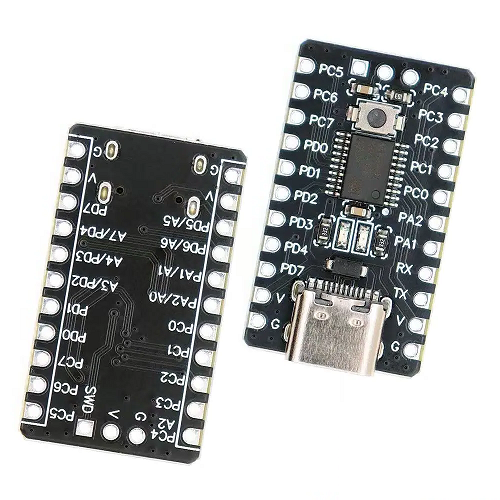 G
V
PD7
A7/PD4
A4/PD3
A3/PD2
PD1
PD0
PC7
PC6
PC5
SWD
V
G
G
V
PD5/A5
PD6/A6
PA1/A1
PA2/A0
PC0
PC1
PC2
PC3
A2
PC4
PC5
PC6
PC7
PD0
PD1
PD2
PD3
PD4
PD7
V
G
PC4
PC3
PC2
PC1
PC0
PA2
PA1
RX
TX
V
G